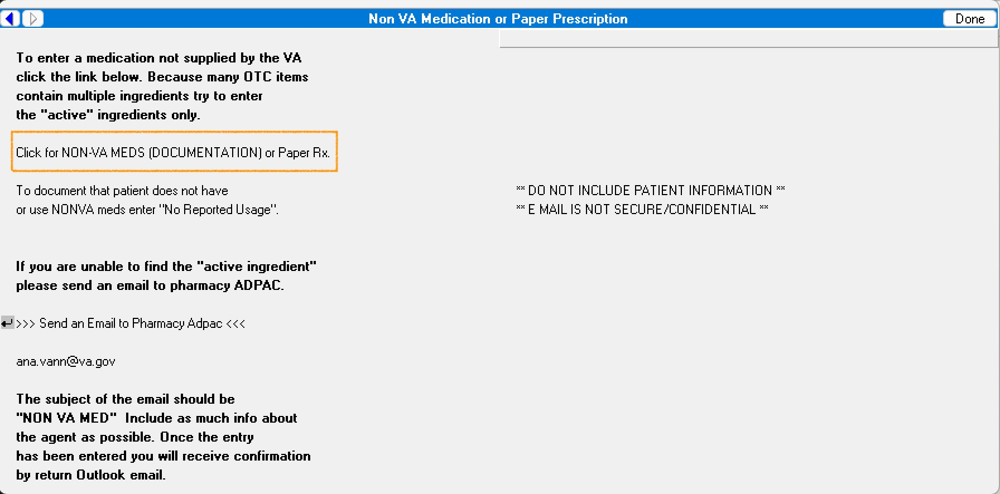 Non VA Medication or Paper Prescription
Done
To enter a medication not supplied by the VA
click the link below. Because many OTC items
contain multiple ingredients try to enter
the "active" ingredients only.
Click for NON-VA MEDS (DOCUMENTATION) or Paper Rx.
To document that patient does not have
or use NONVA meds enter "No Reported Usage".
** DO NOT INCLUDE PATIENT INFORMATION **
** E MAIL IS NOT SECURE/CONFIDENTIAL **
If you are unable to find the "active ingredient"
please send an email to pharmacy ADPAC.
>>> Send an Email to Pharmacy Adpac <<<
ana.vann@va.gov
The subject of the email should be
"NON VA MED"  Include as much info about
the agent as possible. Once the entry
has been entered you will receive confirmation
by return Outlook email.